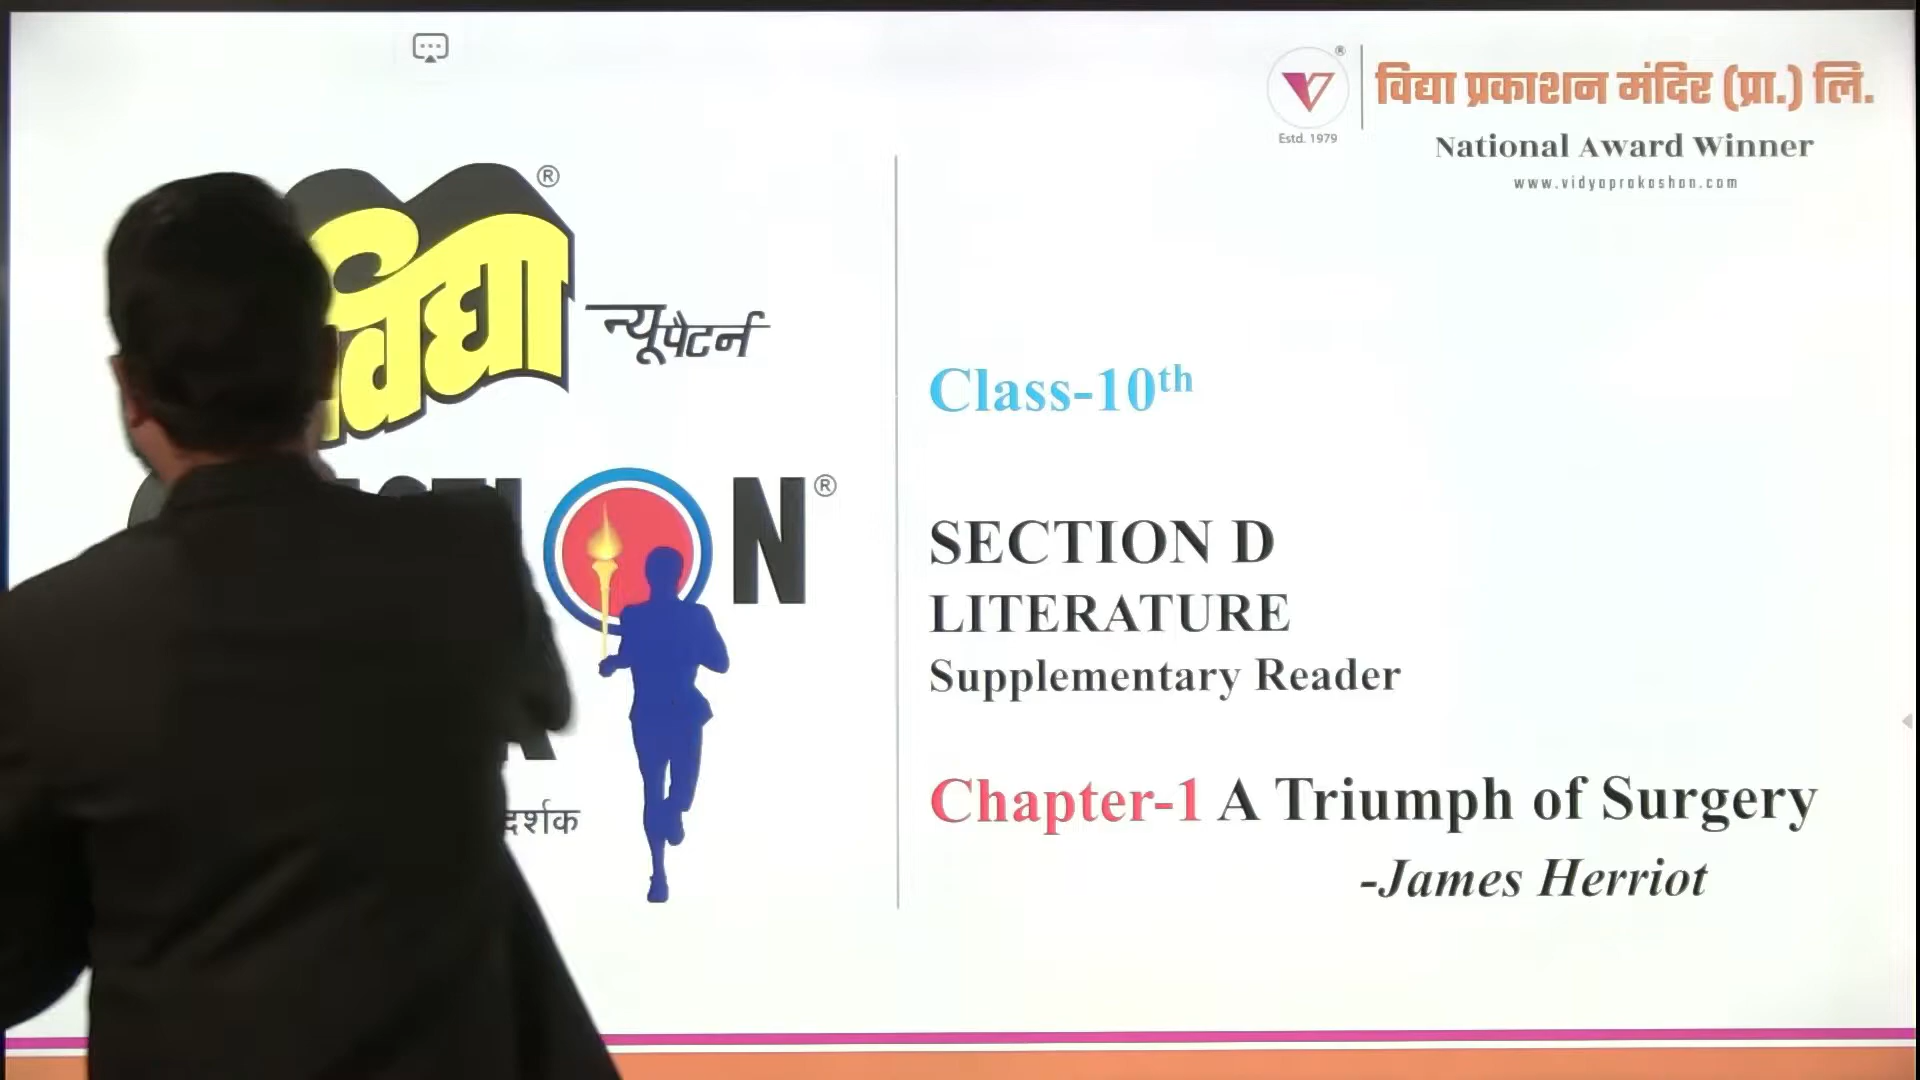 विद्या प्रकाशन मंदिर (प्रा.) लि.
Estd. 1979
National Award Winner
www.vidyaprakashan.com
®
न्यू पैटर्न
®
Class-10th
SECTION D
LITERATURE
Supplementary Reader
Chapter-1 A Triumph of Surgery
-James Herriot